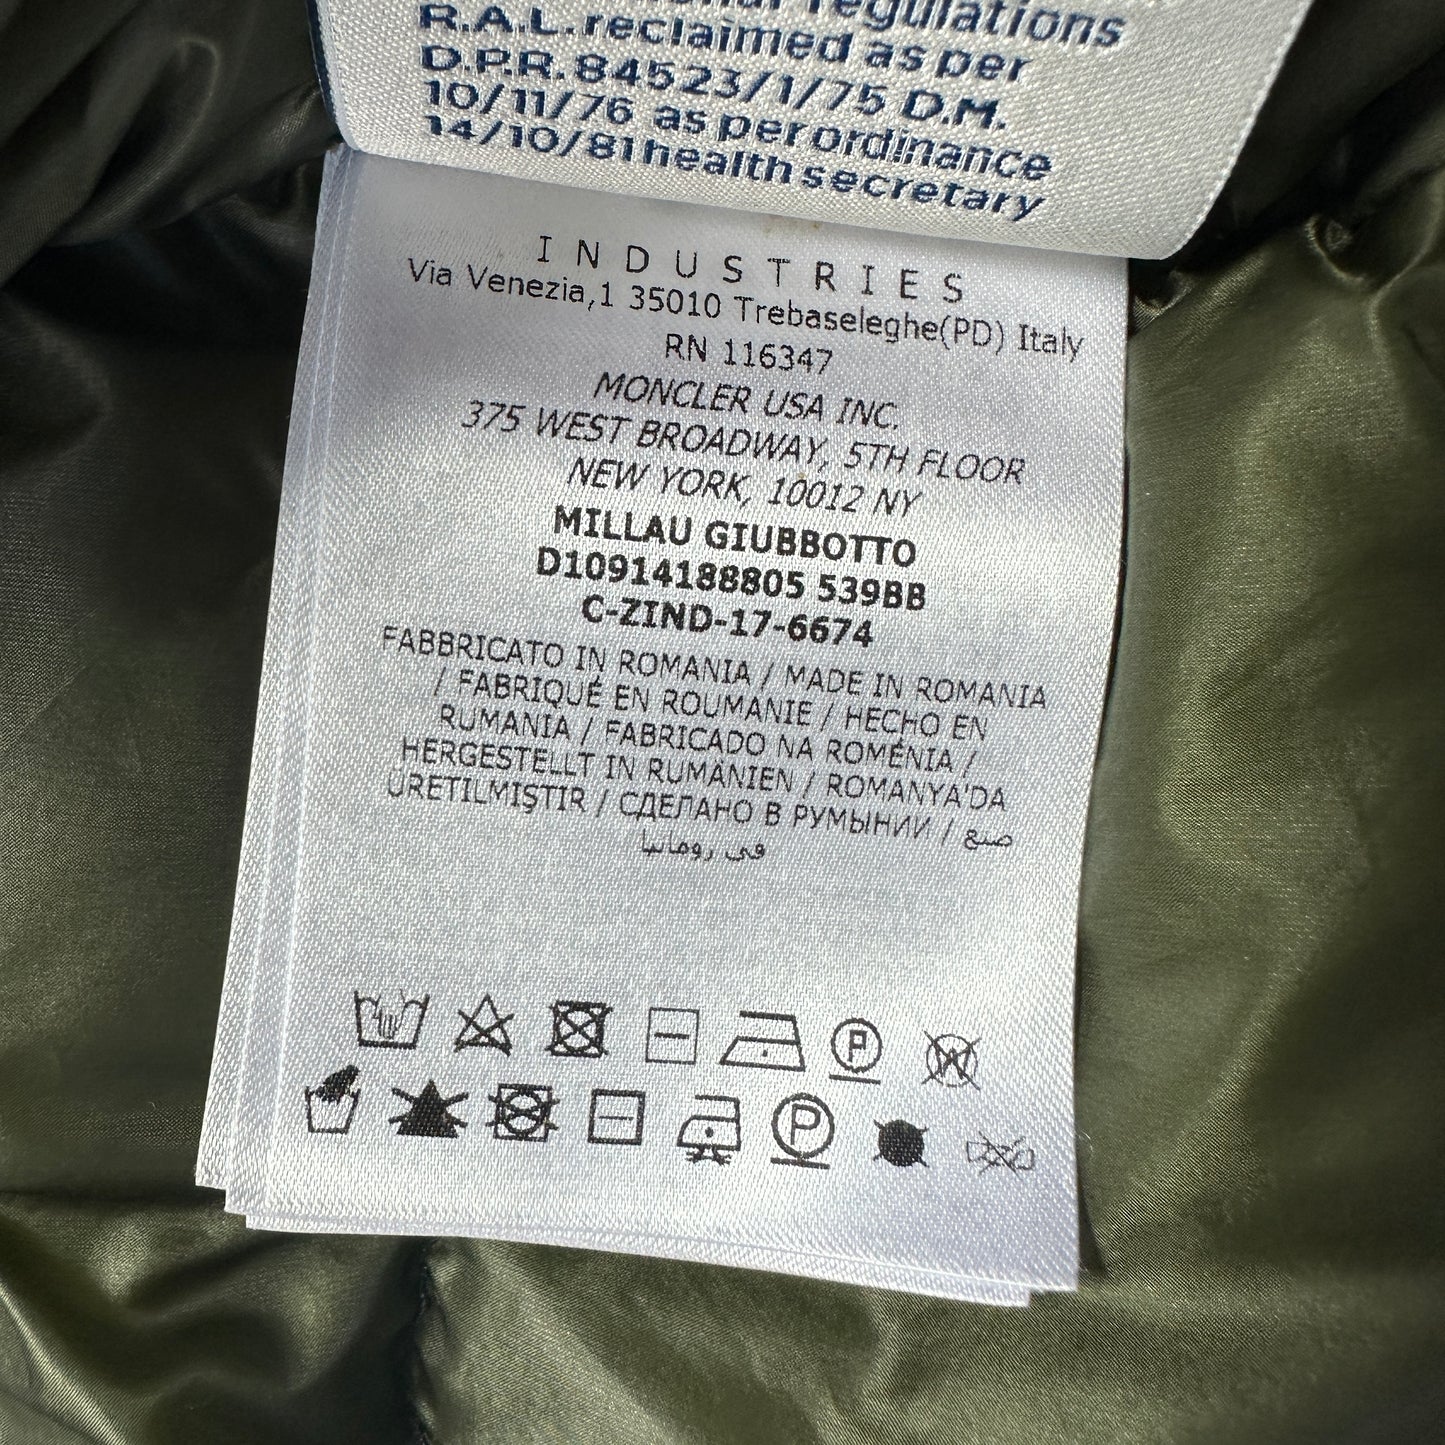 regulations
R.A.L. reclaimed as per
D.P.R. 84523/1/75 D.M.
10/11/76 as per ordinance
14/10/81 health secretary
INDUSTRIES
Via Venezia,1 35010 Trebaseleghe(PD) Italy
RN 116347
MONCLER USA INC.
375 WEST BROADWAY, 5TH FLOOR
NEW YORK, 10012 NY
MILLAU GIUBBOTTO
D10914188805 539BB
C-ZIND-17-6674
FABBRICATO IN ROMANIA / MADE IN ROMANIA
/ FABRIQUÉ EN ROUMANIE / HECHO EN
RUMANIA / FABRICADO NA ROMÉNIA /
HERGESTELLT IN RUMÄNIEN / ROMANYA'DA
ÜRETILMIŞTIR / СДЕЛАНО В РУМЫНИИ / صنع
في رومانيا
P W
P